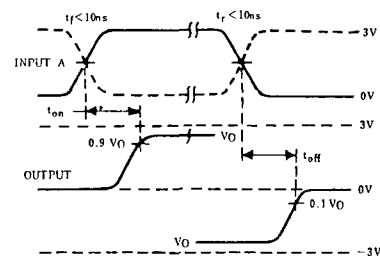 tf<10ns
tr<10ns
3V
INPUT A
0V
ton
3V
0.9 VO
VO
toff
OUTPUT
0V
0.1 VO
VO
-3V